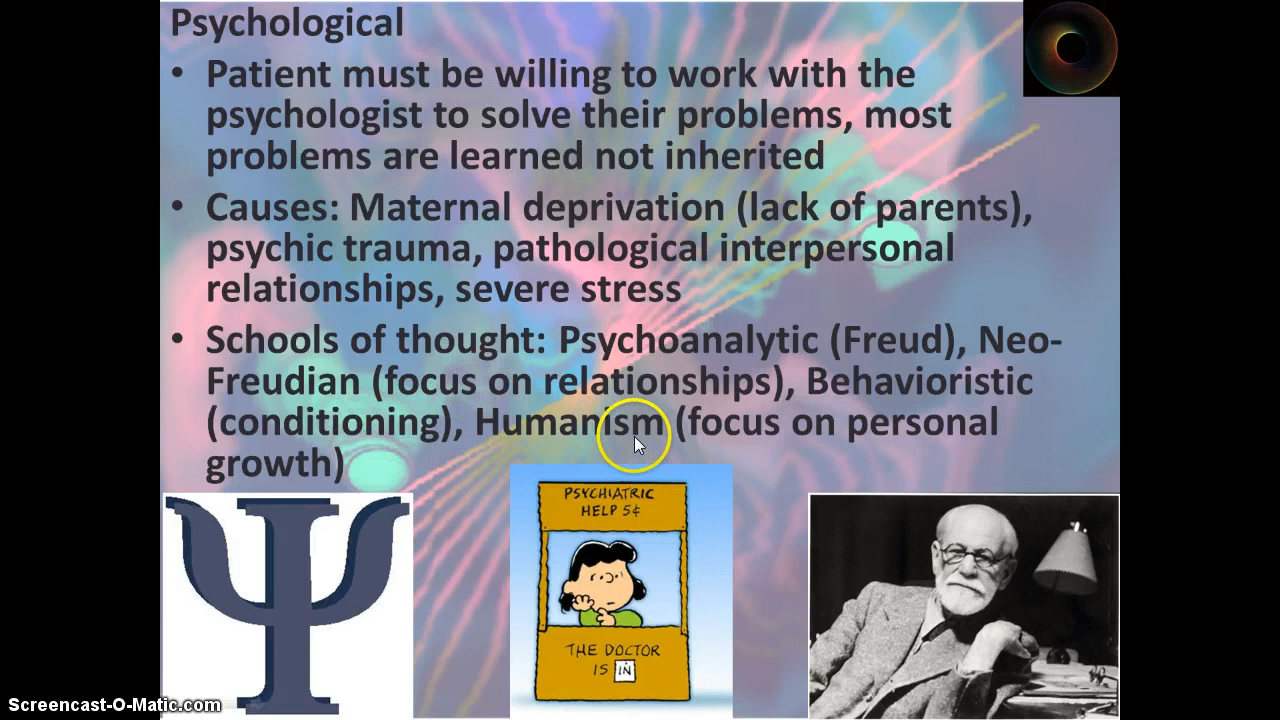 Psychological
• Patient must be willing to work with the
psychologist to solve their problems, most
problems are learned not inherited
• Causes: Maternal deprivation (lack of parents),
psychic trauma, pathological interpersonal
relationships, severe stress
• Schools of thought: Psychoanalytic (Freud), Neo-
Freudian (focus on relationships), Behavioristic
(conditioning), Humanism (focus on personal
growth)
Ψ
PSYCHIATRIC
HELP 5¢
THE DOCTOR
IS IN
Screencast-O-Matic.com